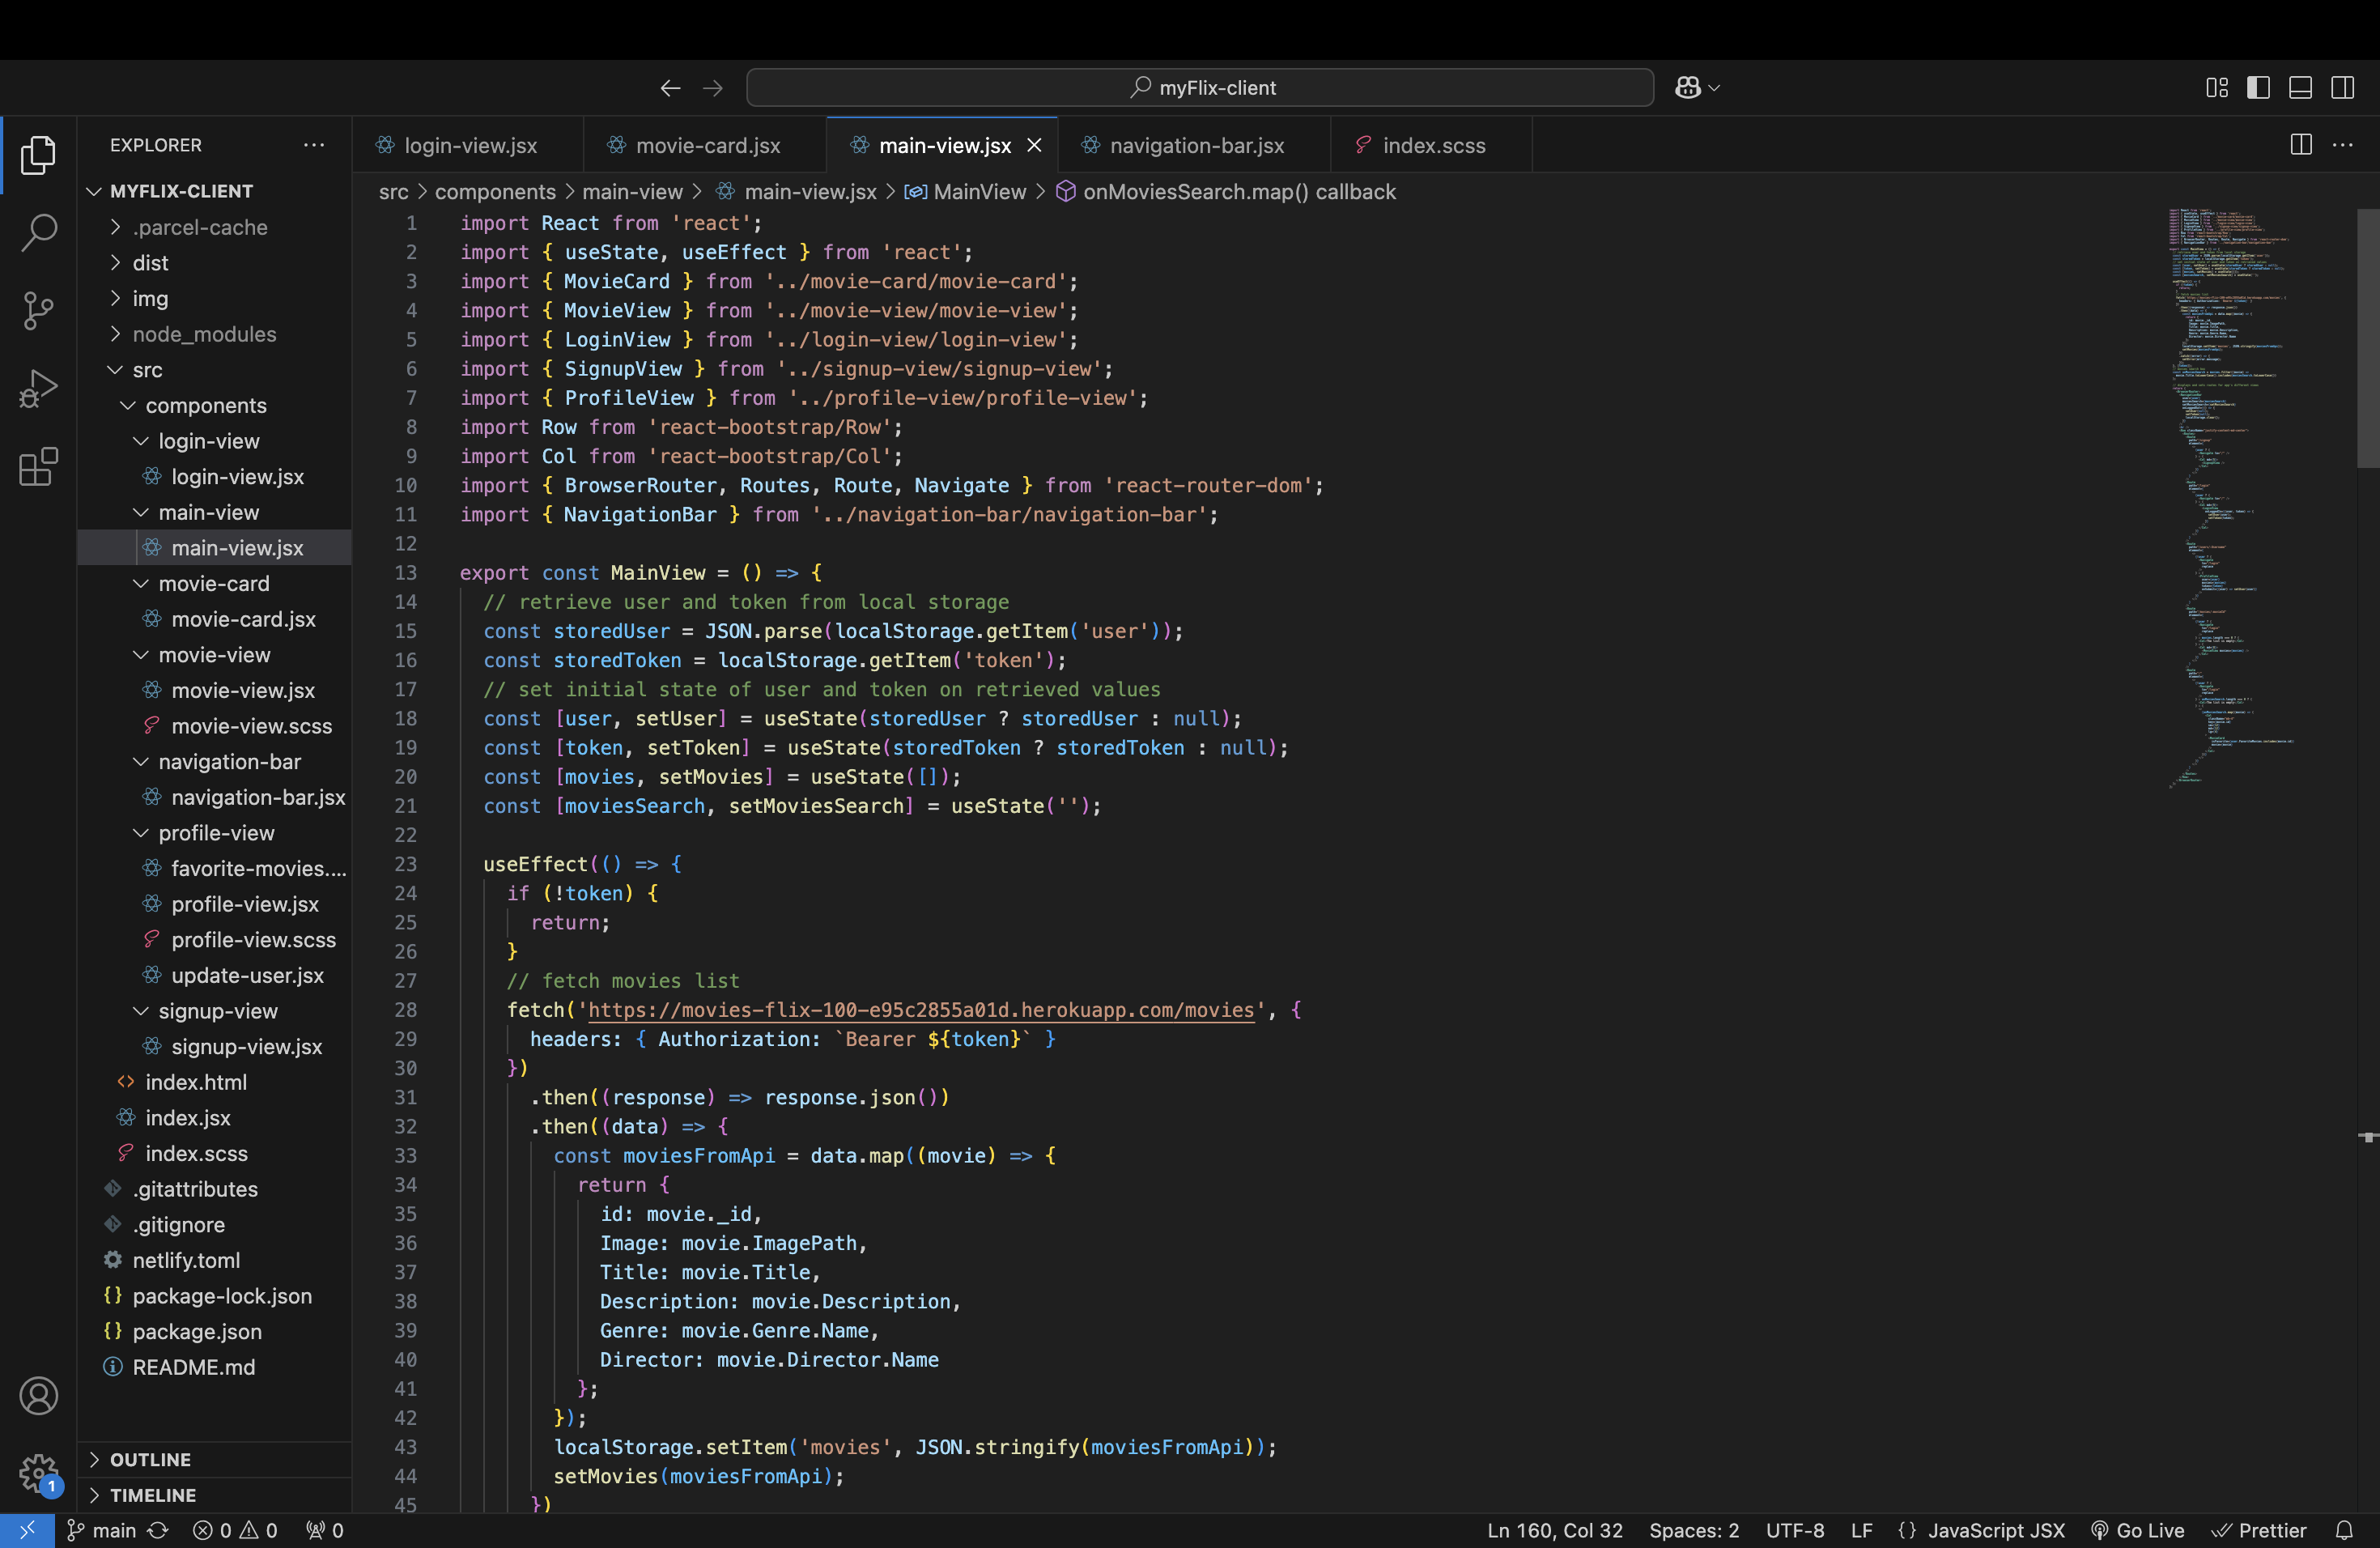 myFlix-client
EXPLORER
MYFLIX-CLIENT
.parcel-cache
dist
img
node_modules
src
components
login-view
login-view.jsx
main-view
main-view.jsx
movie-card
movie-card.jsx
movie-view
movie-view.jsx
movie-view.scss
navigation-bar
navigation-bar.jsx
profile-view
favorite-movies....
profile-view.jsx
profile-view.scss
update-user.jsx
signup-view
signup-view.jsx
index.html
index.jsx
index.scss
.gitattributes
.gitignore
netlify.toml
package-lock.json
package.json
README.md
OUTLINE
TIMELINE
1
login-view.jsx movie-card.jsx main-view.jsx navigation-bar.jsx index.scss
src > components > main-view > main-view.jsx > MainView > onMoviesSearch.map() callback
1 import React from 'react';
2 import { useState, useEffect } from 'react';
3 import { MovieCard } from '../movie-card/movie-card';
4 import { MovieView } from '../movie-view/movie-view';
5 import { LoginView } from '../login-view/login-view';
6 import { SignupView } from '../signup-view/signup-view';
7 import { ProfileView } from '../profile-view/profile-view';
8 import Row from 'react-bootstrap/Row';
9 import Col from 'react-bootstrap/Col';
10 import { BrowserRouter, Routes, Route, Navigate } from 'react-router-dom';
11 import { NavigationBar } from '../navigation-bar/navigation-bar';
12
13 export const MainView = () => {
14 // retrieve user and token from local storage
15 const storedUser = JSON.parse(localStorage.getItem('user'));
16 const storedToken = localStorage.getItem('token');
17 // set initial state of user and token on retrieved values
18 const [user, setUser] = useState(storedUser ? storedUser : null);
19 const [token, setToken] = useState(storedToken ? storedToken : null);
20 const [movies, setMovies] = useState([]);
21 const [moviesSearch, setMoviesSearch] = useState('');
22
23 useEffect(() => {
24 if (!token) {
25 return;
26 }
27 // fetch movies list
28 fetch('https://movies-flix-100-e95c2855a01d.herokuapp.com/movies', {
29 headers: { Authorization: `Bearer ${token}` }
30 })
31 .then((response) => response.json())
32 .then((data) => {
33 const moviesFromApi = data.map((movie) => {
34 return {
35 id: movie._id,
36 Image: movie.ImagePath,
37 Title: movie.Title,
38 Description: movie.Description,
39 Genre: movie.Genre.Name,
40 Director: movie.Director.Name
41 };
42 });
43 localStorage.setItem('movies', JSON.stringify(moviesFromApi));
44 setMovies(moviesFromApi);
45 })
main 0 0 0 Ln 160, Col 32 Spaces: 2 UTF-8 LF {} JavaScript JSX Go Live Prettier